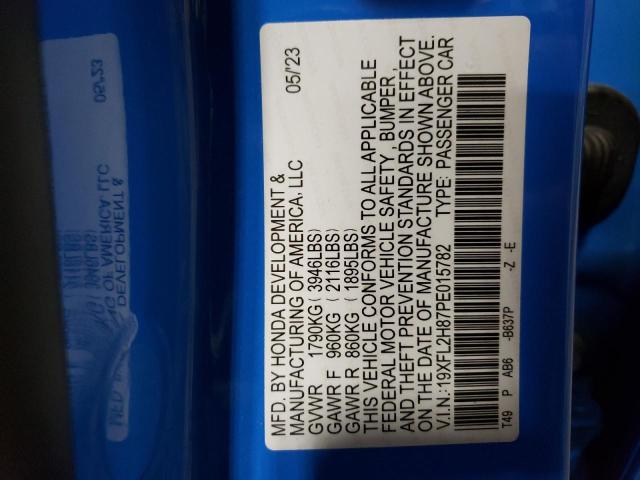 MFD. BY HONDA DEVELOPMENT & 05/'23
MANUFACTURING OF AMERICA, LLC
GVWR 1790KG ( 3946LBS)
GAWR F 960KG ( 2116LBS)
GAWR R 860KG ( 1895LBS)
THIS VEHICLE CONFORMS TO ALL APPLICABLE
FEDERAL MOTOR VEHICLE SAFETY , BUMPER ,
AND THEFT PREVENTION STANDARDS IN EFFECT
ON THE DATE OF MANUFACTURE SHOWN ABOVE.
V.I.N.:19XFL2H87PE015782 TYPE: PASSENGER CAR
T49 P AB6 -B637P -Z -E